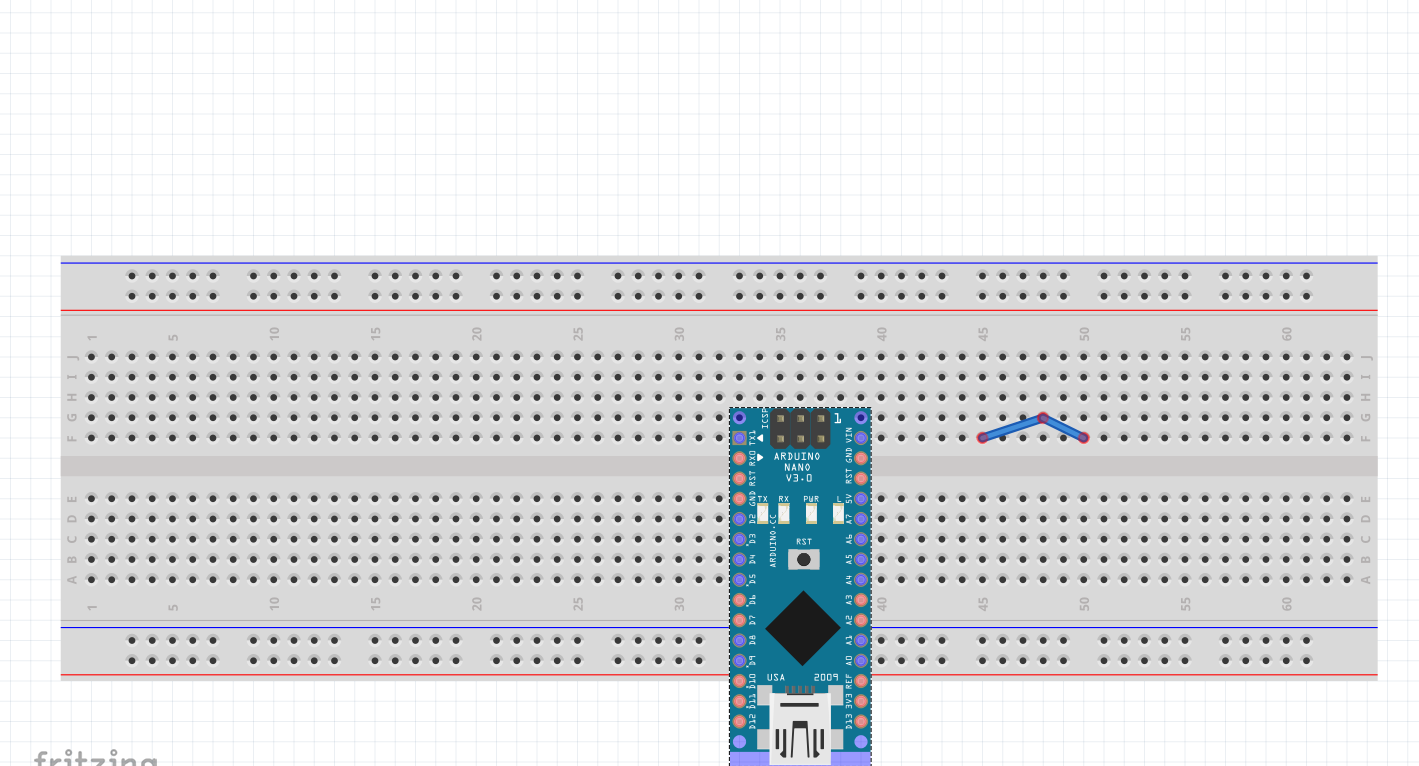 1 5 10 15 20 25 30 35 40 45 50 55 60
J J
I I
H H
G G
F F
ICSP
1
TX1 VIN
RX0 GND
RST RST
GND 5V
D2 A7
D3 A6
D4 A5
D5 A4
D6 A3
D7 A2
D8 A1
D9 A0
D10 REF
D11 3V3
D12 D13
ARDUINO
NANO
V3.0
TX RX PWR L
ARDUINO.CC
RST
USA 2009
E E
D D
C C
B B
A A
1 5 10 15 20 25 30 40 45 50 55 60
fritzing